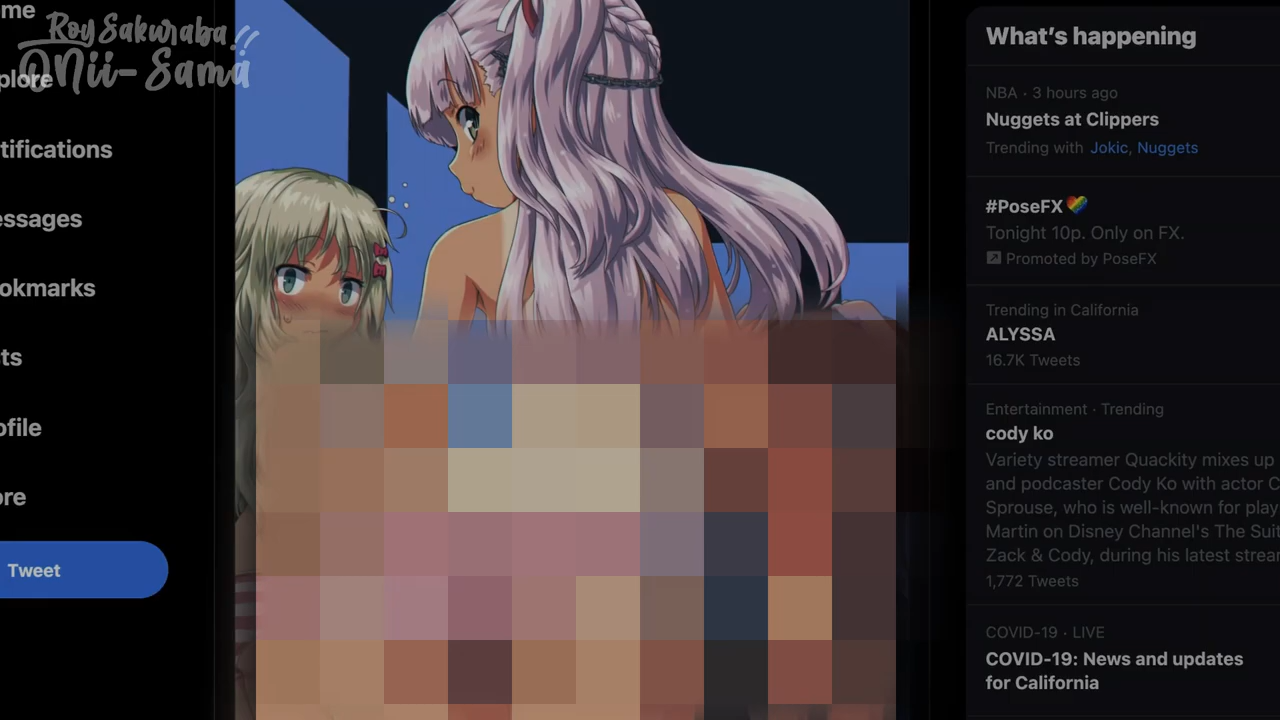 me
Roy Sakuraba!!
@Nii-Sama
plore
tifications
essages
okmarks
ts
ofile
ore
Tweet
What's happening
NBA · 3 hours ago
Nuggets at Clippers
Trending with Jokic, Nuggets
#PoseFX
Tonight 10p. Only on FX.
Promoted by PoseFX
Trending in California
ALYSSA
16.7K Tweets
Entertainment · Trending
cody ko
Variety streamer Quackity mixes up
and podcaster Cody Ko with actor C
Sprouse, who is well-known for play
Martin on Disney Channel's The Suit
Zack & Cody, during his latest strear
1,772 Tweets
COVID-19 · LIVE
COVID-19: News and updates
for California